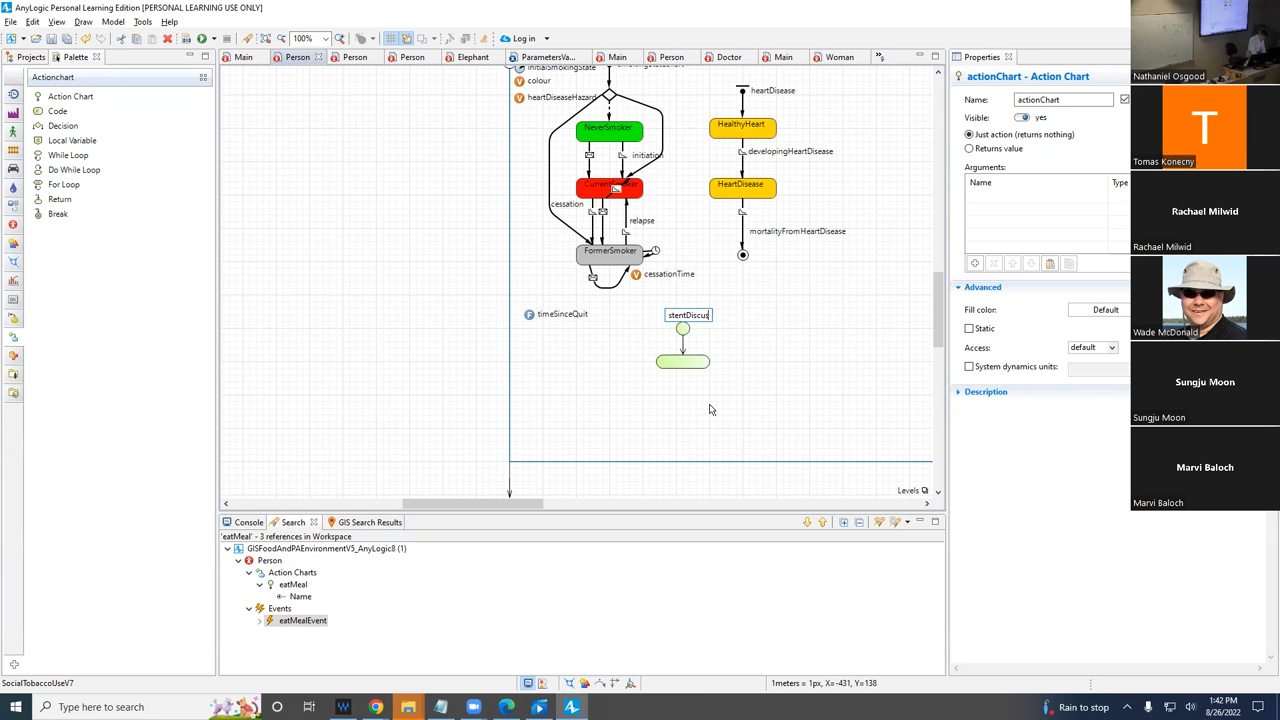 AnyLogic Personal Learning Edition [PERSONAL LEARNING USE ONLY]
File Edit View Draw Model Tools Help
100% Log in
Projects Palette
Main Person Person Person Elephant ParametersVa... Main Person Doctor Main Woman
Properties
Actionchart
Action Chart
Code
Decision
Local Variable
While Loop
Do While Loop
For Loop
Return
Break
initialSmokingState
colour
heartDiseaseHazard
NeverSmoker
initiation
CurrentSmoker
cessation
relapse
FormerSmoker
cessationTime
timeSinceQuit
stentDiscus
heartDisease
HealthyHeart
developingHeartDisease
HeartDisease
mortalityFromHeartDisease
Levels
actionChart - Action Chart
Name: actionChart
Visible: yes
Just action (returns nothing)
Returns value
Arguments:
Name Type
Advanced
Fill color: Default
Static
Access: default
System dynamics units:
Description
Nathaniel Osgood
T
Tomas Konecny
Rachael Milwid
Rachael Milwid
Wade McDonald
Sungju Moon
Sungju Moon
Marvi Baloch
Marvi Baloch
Console Search GIS Search Results
'eatMeal' - 3 references in Workspace
GISFoodAndPAEnvironmentV5_AnyLogic8 (1)
Person
Action Charts
eatMeal
Name
Events
eatMealEvent
SocialTobaccoUseV7
1meters = 1px, X=-431, Y=138
Type here to search
Rain to stop
1:42 PM
8/26/2022